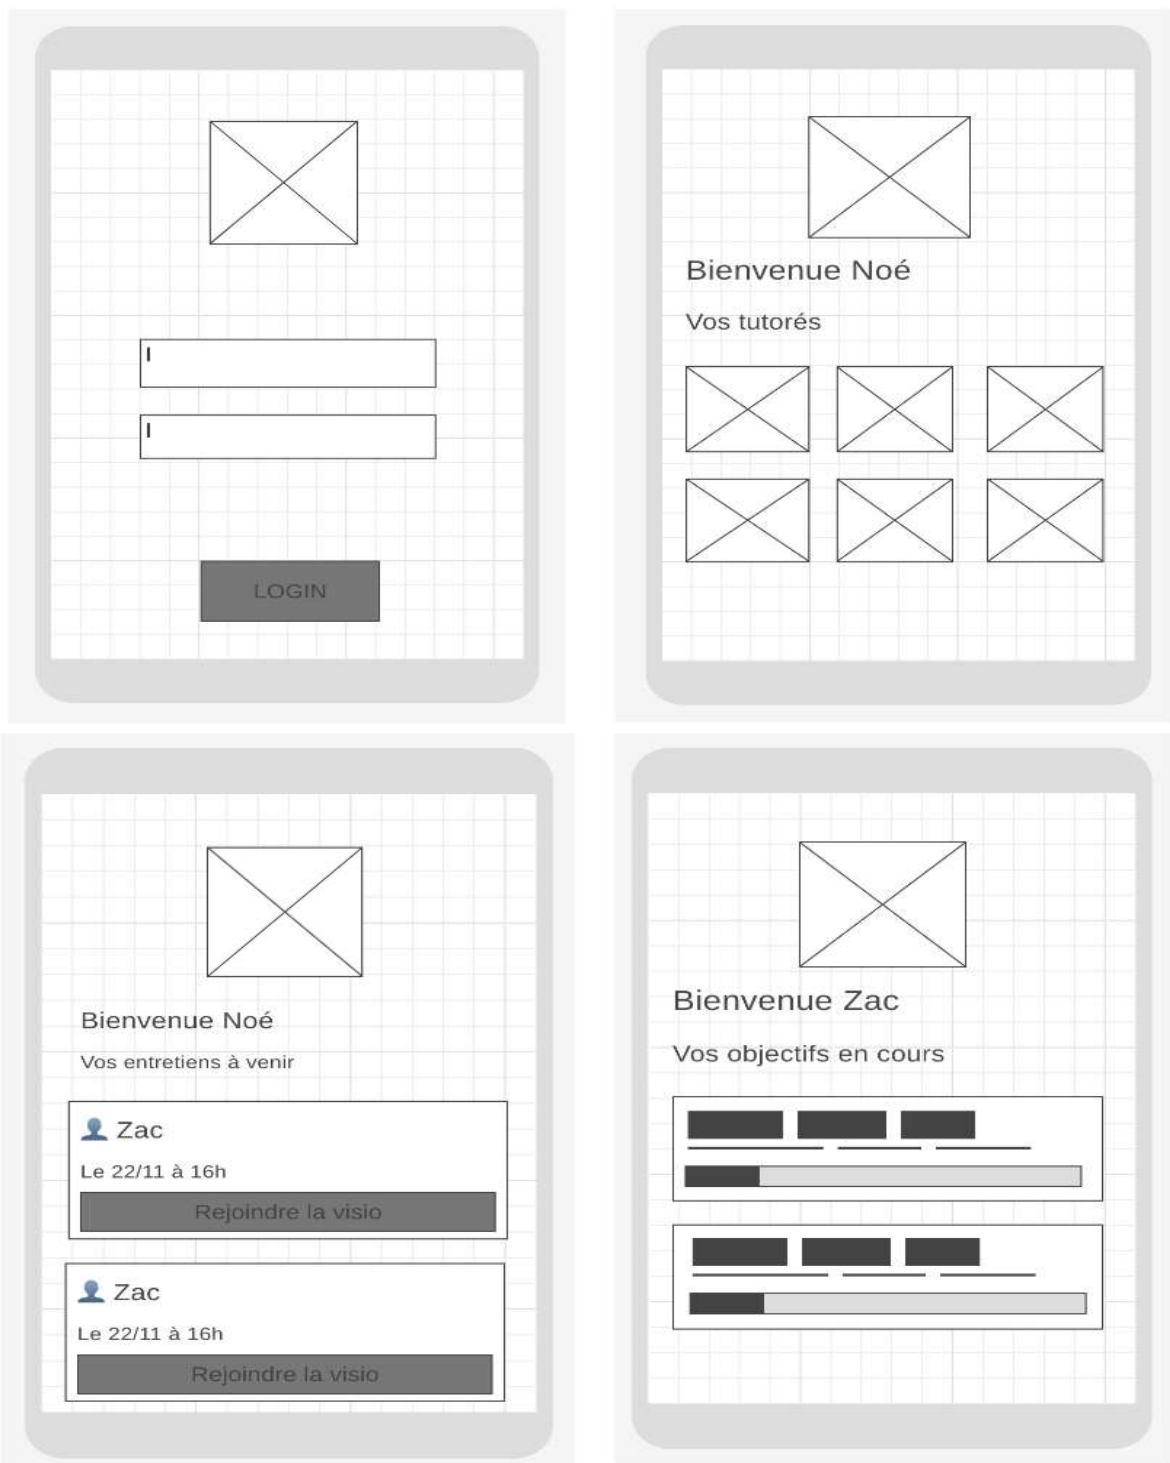 LOGIN
Bienvenue Noé
Vos tutorés
Bienvenue Noé
Vos entretiens à venir
Zac
Le 22/11 à 16h
Rejoindre la visio
Zac
Le 22/11 à 16h
Rejoindre la visio
Bienvenue Zac
Vos objectifs en cours